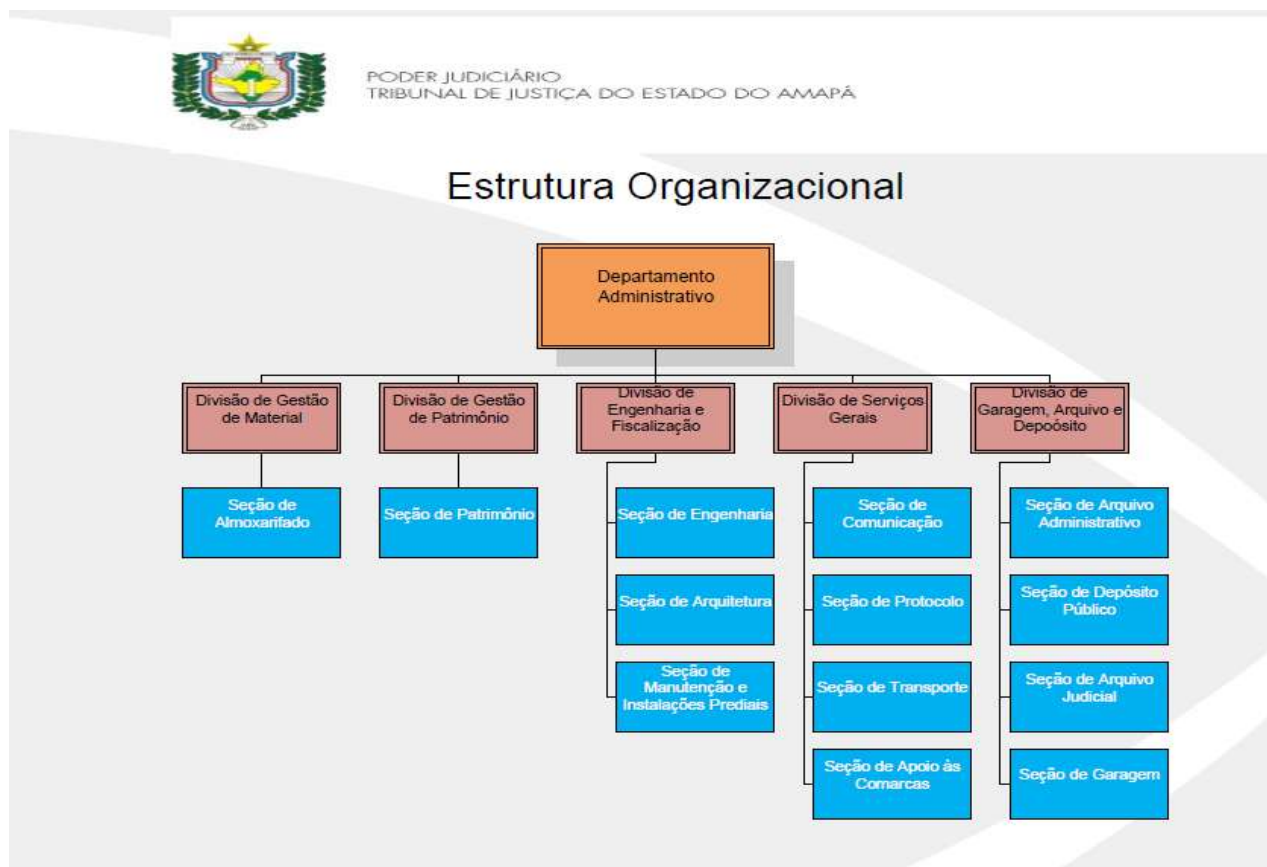 PODER JUDICIÁRIO
TRIBUNAL DE JUSTIÇA DO ESTADO DO AMAPÁ
Estrutura Organizacional
Departamento
Administrativo
Divisão de Gestão
de Material
Divisão de Gestão
de Patrimônio
Divisão de
Engenharia e
Fiscalização
Divisão de Serviços
Gerais
Divisão de
Garagem, Arquivo e
Depoósito
Seção de
Almoxarifado
Seção de Patrimônio
Seção de Engenharia
Seção de Arquitetura
Seção de
Manutenção e
Instalações Prediais
Seção de
Comunicação
Seção de Protocolo
Seção de Transporte
Seção de Apoio às
Comarcas
Seção de Arquivo
Administrativo
Seção de Depósito
Público
Seção de Arquivo
Judicial
Seção de Garagem